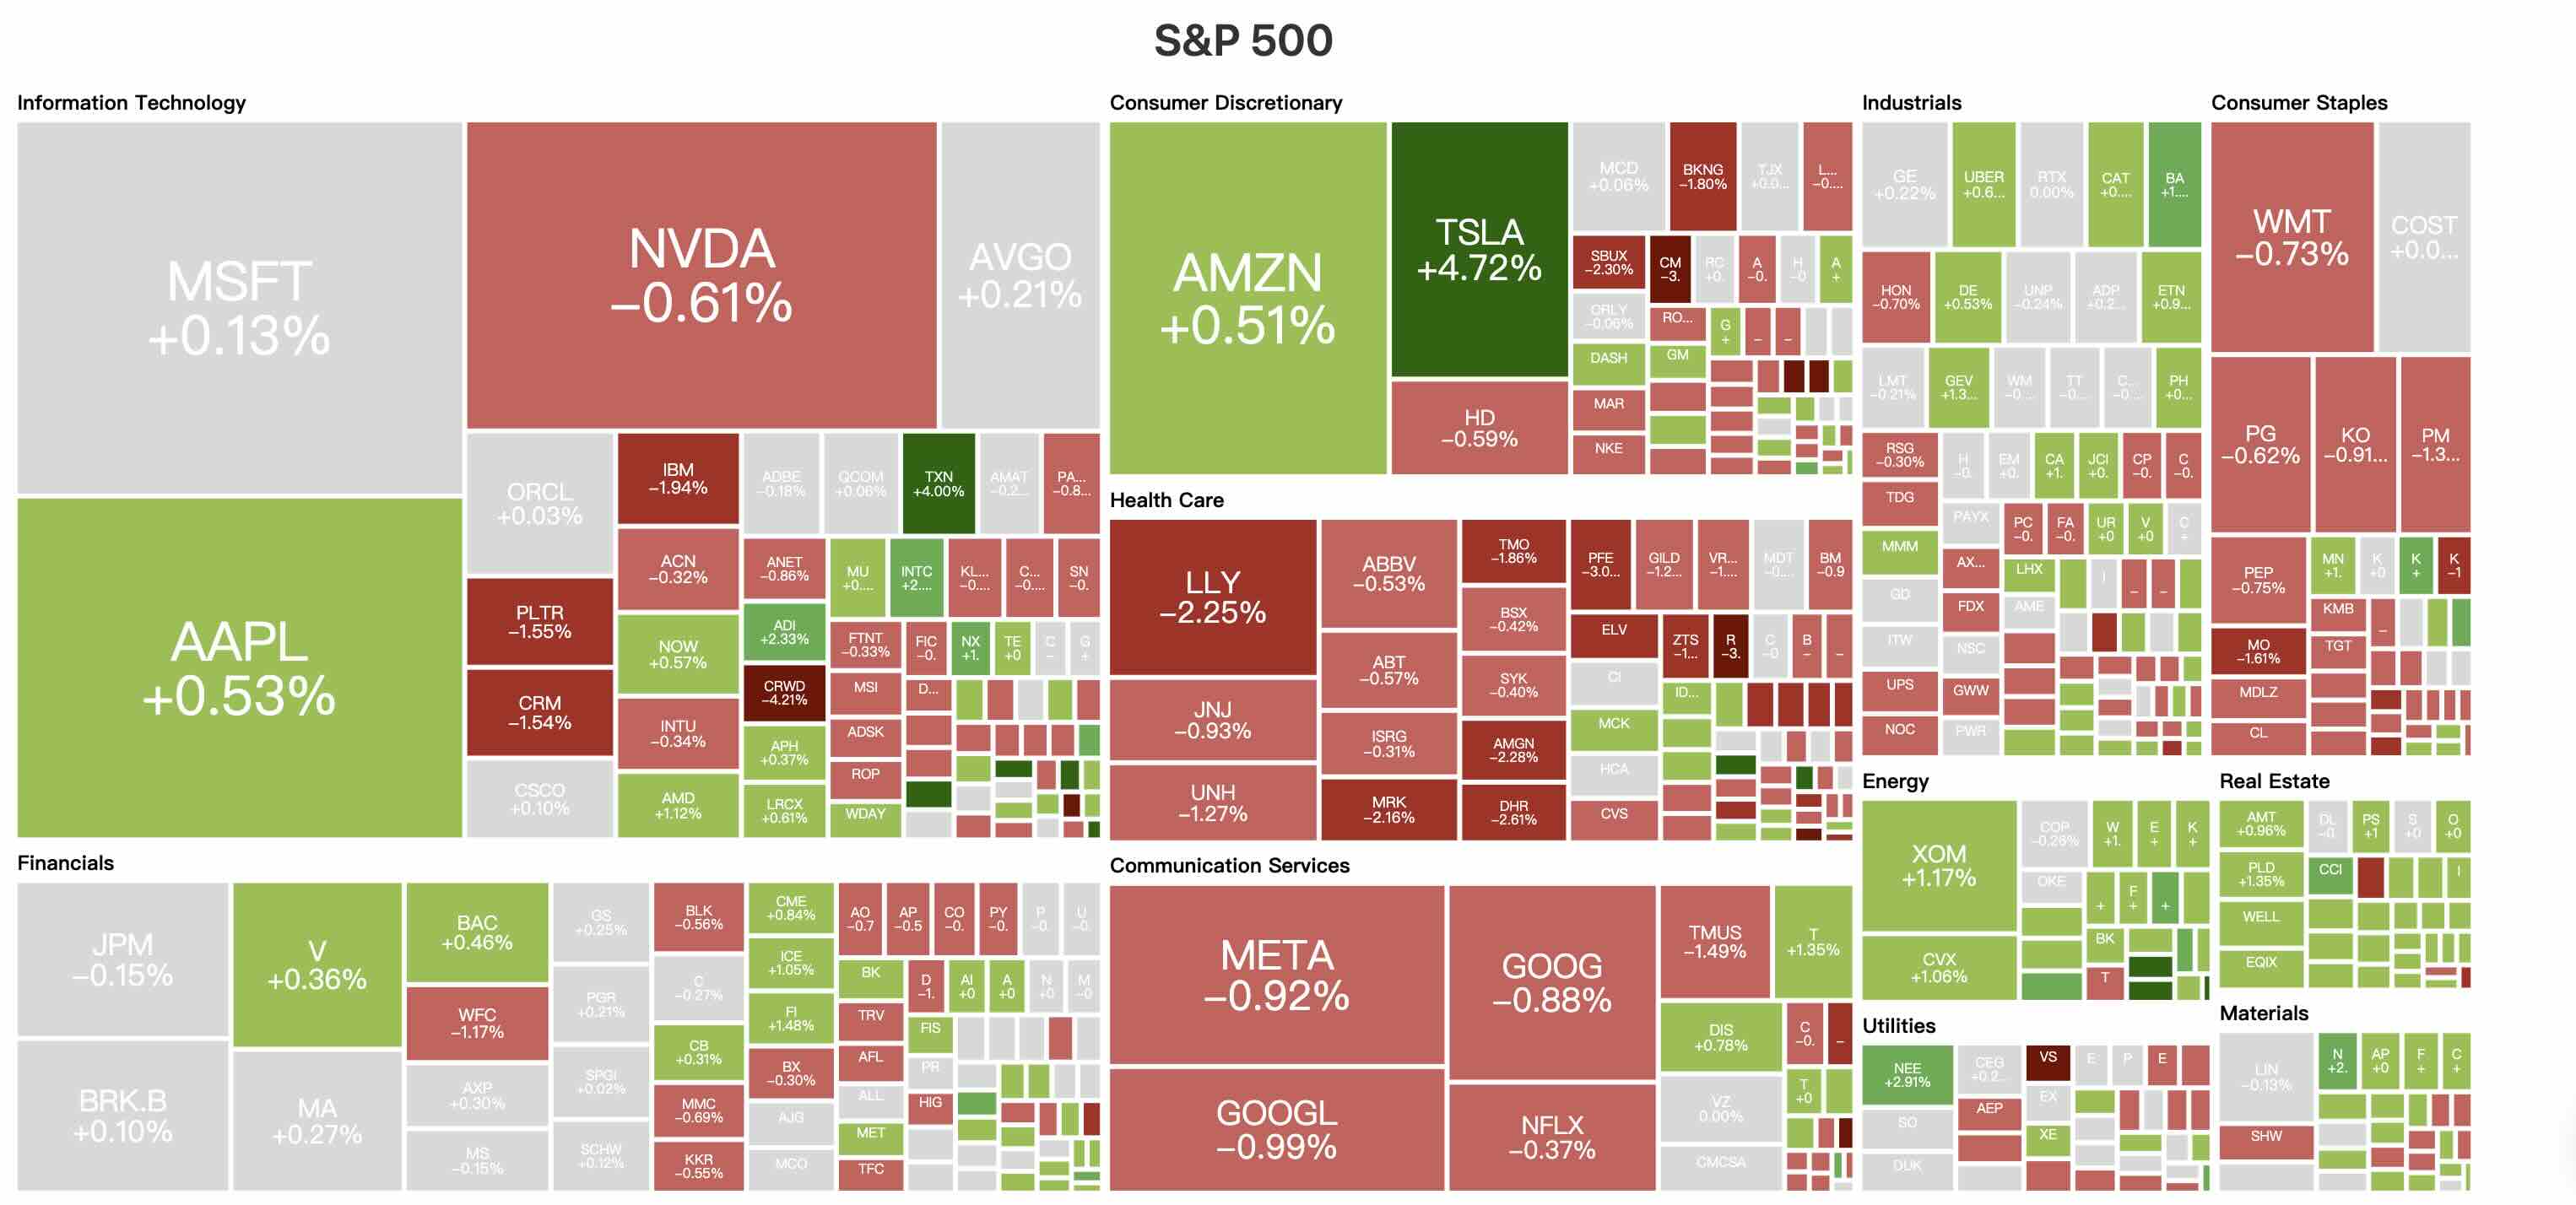 S&P 500
Information Technology
MSFT
+0.13%
NVDA
−0.61%
AVGO
+0.21%
AAPL
+0.53%
ORCL
+0.03%
IBM
−1.94%
ADBE
−0.18%
QCOM
+0.06%
TXN
+4.00%
AMAT
−0.2...
PA...
−0.8...
PLTR
−1.55%
ACN
−0.32%
ANET
−0.86%
MU
+0....
INTC
+2....
KL...
−0....
C...
−0....
SN
−0.
CRM
−1.54%
NOW
+0.57%
ADI
+2.33%
FTNT
−0.33%
FIC
−0.
NX
+1.
TE
+0
C
−
G
+
CSCO
+0.10%
INTU
−0.34%
CRWD
−4.21%
MSI
D...
AMD
+1.12%
APH
+0.37%
ADSK
LRCX
+0.61%
ROP
WDAY
Consumer Discretionary
AMZN
+0.51%
TSLA
+4.72%
HD
−0.59%
MCD
+0.06%
BKNG
−1.80%
TJX
+0.0...
L...
−0....
SBUX
−2.30%
CM
−3.
RC
+0.
A
−0.
H
−0
A
+
ORLY
−0.06%
RO...
G
+
−
−
DASH
GM
MAR
NKE
Industrials
GE
+0.22%
UBER
+0.6...
RTX
0.00%
CAT
+0....
BA
+1....
HON
−0.70%
DE
+0.53%
UNP
−0.24%
ADP
+0.2...
ETN
+0.9...
LMT
−0.21%
GEV
+1.3...
WM
−0...
TT
−0...
C...
−0...
PH
+0...
RSG
−0.30%
H
−0.
EM
+0.
CA
+1.
JCI
+0.
CP
−0.
C
−0.
TDG
PAYX
PC
−0.
FA
−0.
UR
+0
V
+0
C
+
MMM
AX...
LHX
I
−
−
GD
FDX
AME
ITW
NSC
UPS
GWW
NOC
PWR
Consumer Staples
WMT
−0.73%
COST
+0.0...
PG
−0.62%
KO
−0.91...
PM
−1.3...
PEP
−0.75%
MN
+1.
K
+0
K
+
K
−1
KMB
−
MO
−1.61%
TGT
MDLZ
CL
Health Care
LLY
−2.25%
ABBV
−0.53%
TMO
−1.86%
PFE
−3.0...
GILD
−1.2...
VR...
−1....
MDT
−0....
BM
−0.9
JNJ
−0.93%
ABT
−0.57%
BSX
−0.42%
ELV
ZTS
−1...
R
−3.
C
−0
B
−
−
UNH
−1.27%
ISRG
−0.31%
SYK
−0.40%
CI
ID...
MRK
−2.16%
AMGN
−2.28%
MCK
DHR
−2.61%
HCA
CVS
Energy
XOM
+1.17%
COP
−0.26%
W
+1.
E
+
K
+
OKE
+
F
+
+
CVX
+1.06%
BK
T
Real Estate
AMT
+0.96%
DL
−0
PS
+1
S
+0
O
+0
PLD
+1.35%
CCI
I
WELL
EQIX
Financials
JPM
−0.15%
V
+0.36%
BAC
+0.46%
GS
+0.25%
BLK
−0.56%
CME
+0.84%
AO
−0.7
AP
−0.5
CO
−0.
PY
−0.
P
−0.
U
−0.
BRK.B
+0.10%
MA
+0.27%
WFC
−1.17%
PGR
+0.21%
C
−0.27%
ICE
+1.05%
BK
D
−1.
AI
+0
A
+0
N
+0
M
−0
AXP
+0.30%
SPGI
+0.02%
CB
+0.31%
FI
+1.48%
TRV
FIS
MS
−0.15%
SCHW
+0.12%
MMC
−0.69%
BX
−0.30%
AFL
PR
KKR
−0.55%
AJG
ALL
HIG
MCO
MET
TFC
Communication Services
META
−0.92%
GOOG
−0.88%
TMUS
−1.49%
T
+1.35%
GOOGL
−0.99%
NFLX
−0.37%
DIS
+0.78%
C
−0.
−
VZ
0.00%
T
+0
CMCSA
Utilities
NEE
+2.91%
CEG
+0.2...
VS
E
P
E
SO
AEP
EX
DUK
XE
Materials
LIN
−0.13%
N
+2.
AP
+0
F
+
C
+
SHW